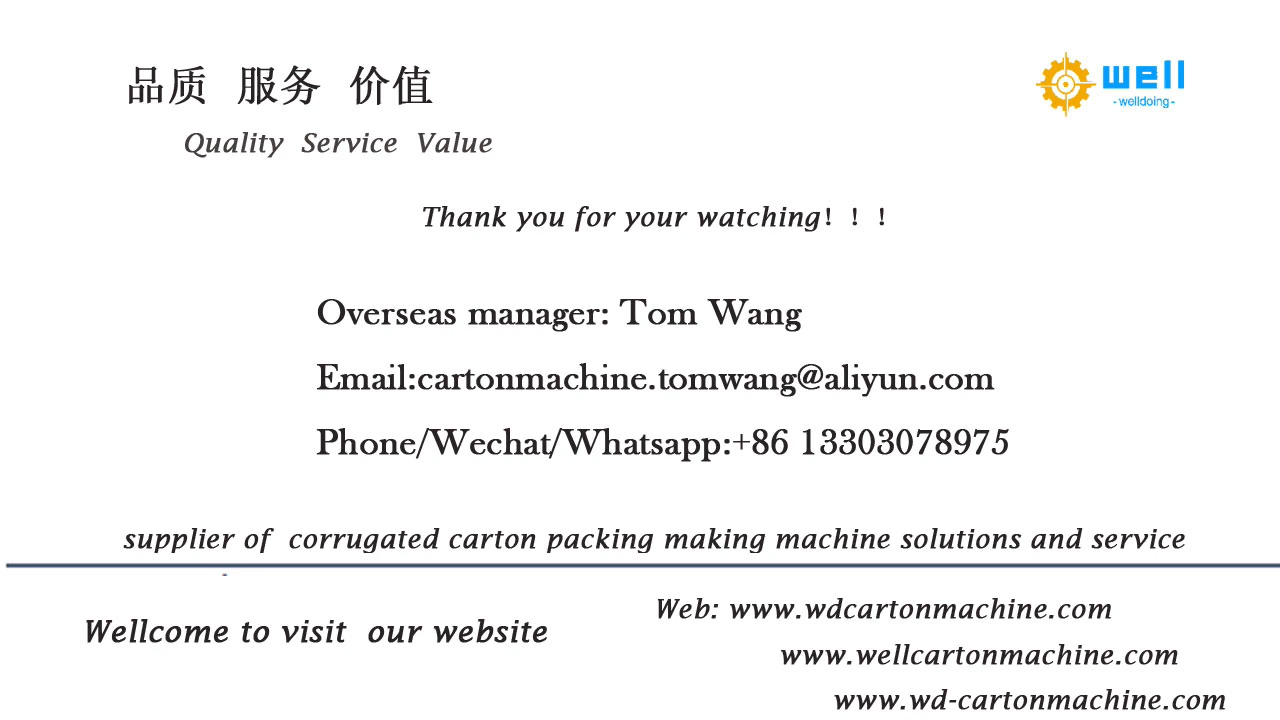 品质 服务 价值
well
-welldoing-
Quality Service Value
Thank you for your watching！！！
Overseas manager: Tom Wang
Email:cartonmachine.tomwang@aliyun.com
Phone/Wechat/Whatsapp:+86 13303078975
supplier of corrugated carton packing making machine solutions and service
Wellcome to visit our website
Web: www.wdcartonmachine.com
www.wellcartonmachine.com
www.wd-cartonmachine.com